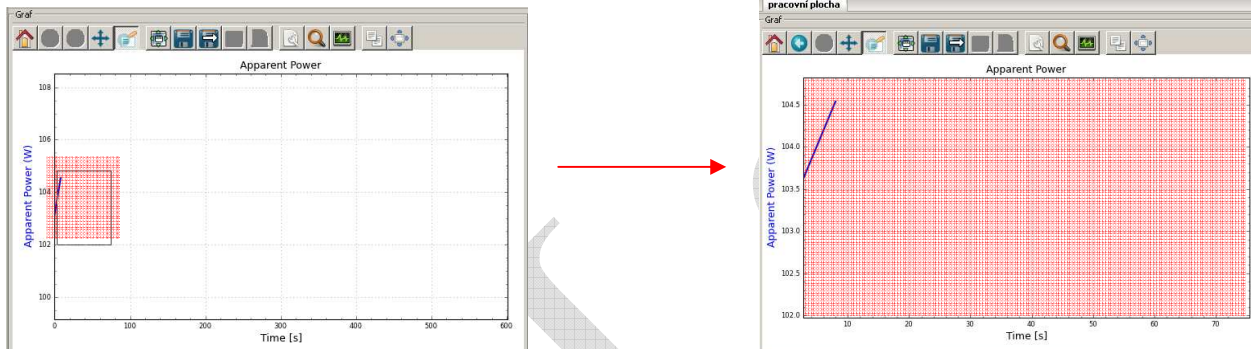 Graf
Apparent Power
108
106
104
102
100
Apparent Power (W)
0 100 200 300 400 500 600
Time [s]
pracovní plocha
Graf
Apparent Power
104.5
104.0
103.5
103.0
102.5
102.0
Apparent Power (W)
10 20 30 40 50 60 70
Time [s]